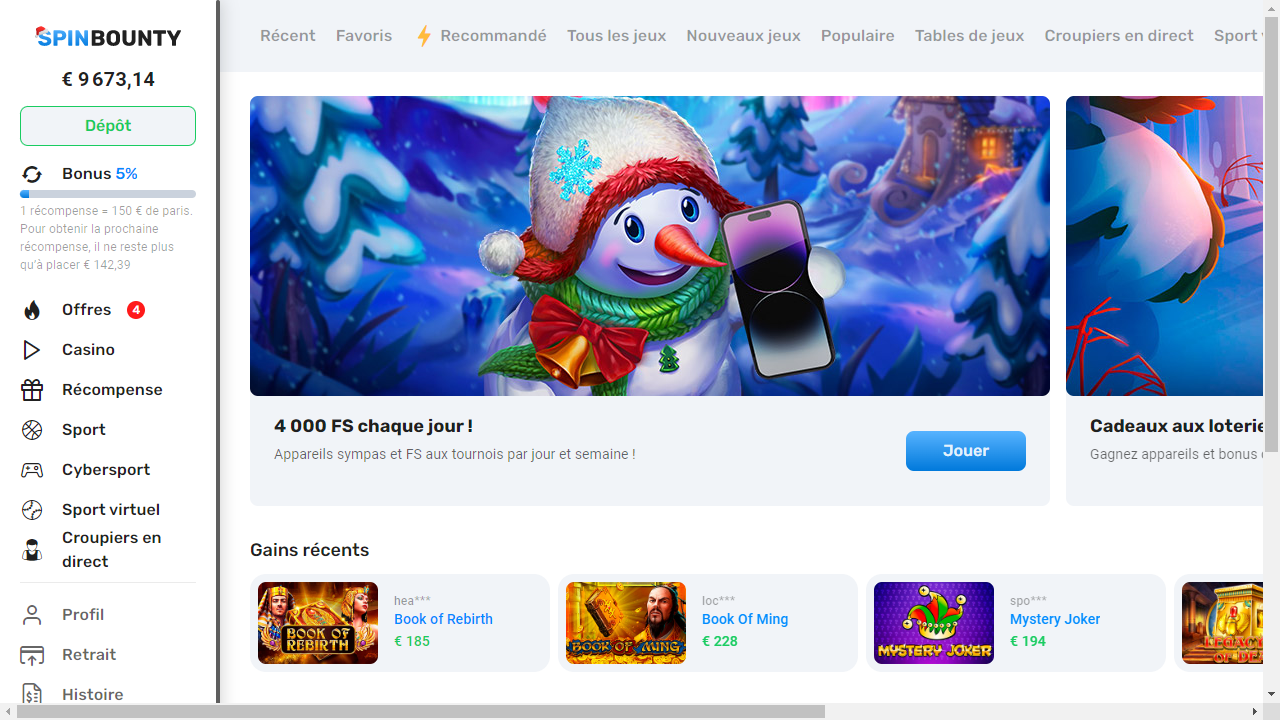 SPINBOUNTY
€ 9 673,14
Dépôt
Bonus 5%
1 récompense = 150 € de paris.
Pour obtenir la prochaine
récompense, il ne reste plus
qu'à placer € 142,39
Offres 4
Casino
Récompense
Sport
Cybersport
Sport virtuel
Croupiers en
direct
Profil
Retrait
Histoire
Récent Favoris Recommandé Tous les jeux Nouveaux jeux Populaire Tables de jeux Croupiers en direct Sport
4 000 FS chaque jour !
Appareils sympas et FS aux tournois par jour et semaine !
Jouer
Cadeaux aux loterie
Gagnez appareils et bonus
Gains récents
BOOK OF
REBIRTH
hea***
Book of Rebirth
€ 185
BOOK OF MING
loc***
Book Of Ming
€ 228
MYSTERY JOKER
spo***
Mystery Joker
€ 194